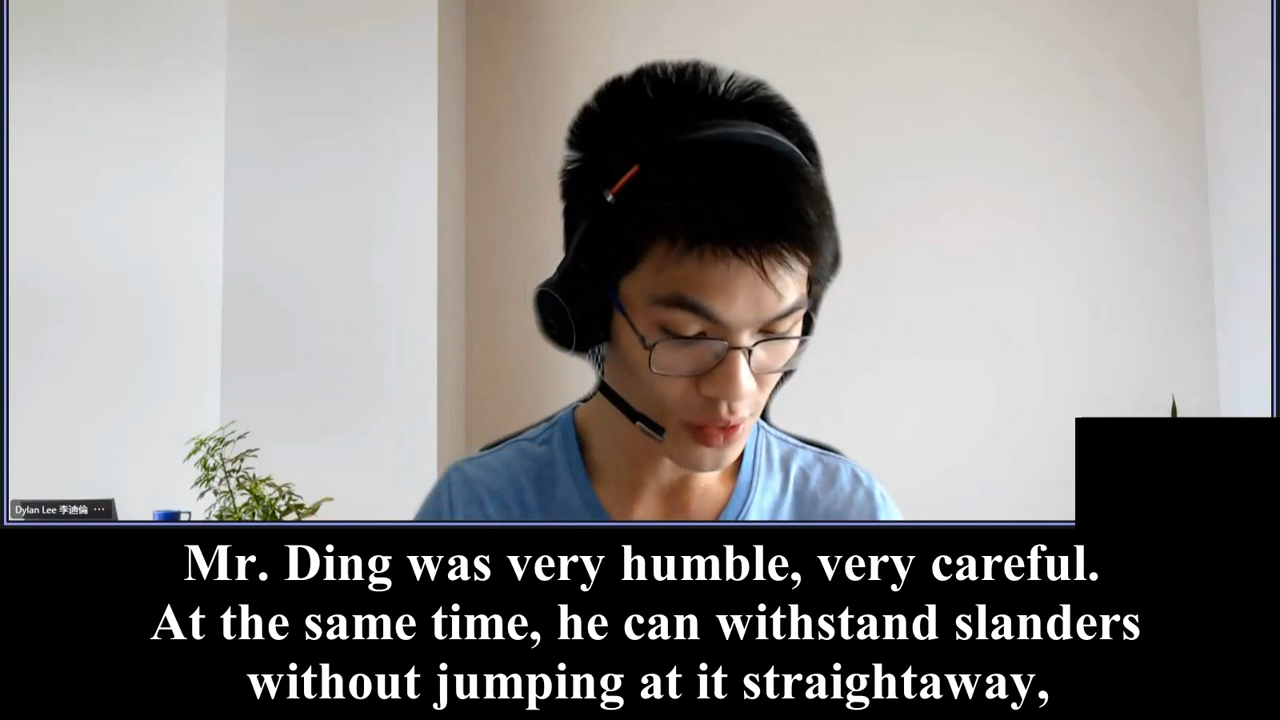 Dylan Lee 李迪倫 ···
Mr. Ding was very humble, very careful.
At the same time, he can withstand slanders
without jumping at it straightaway,